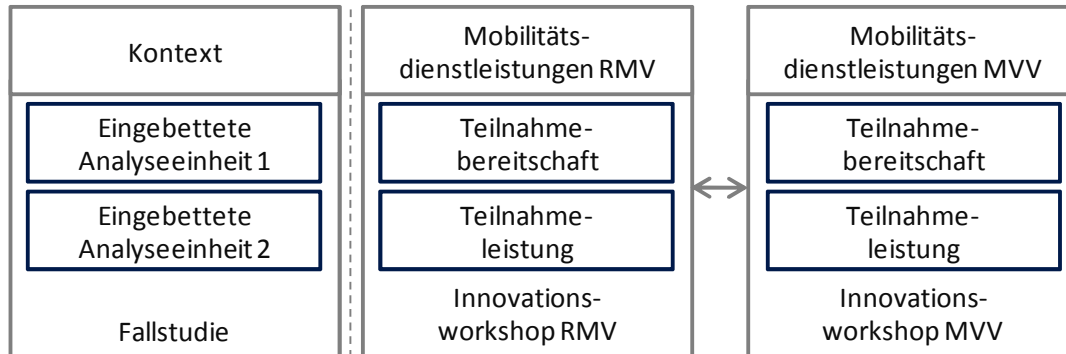 Kontext
Eingebettete
Analyseeinheit 1
Eingebettete
Analyseeinheit 2
Fallstudie
Mobilitäts-
dienstleistungen RMV
Teilnahme-
bereitschaft
Teilnahme-
leistung
Innovations-
workshop RMV
Mobilitäts-
dienstleistungen MVV
Teilnahme-
bereitschaft
Teilnahme-
leistung
Innovations-
workshop MVV